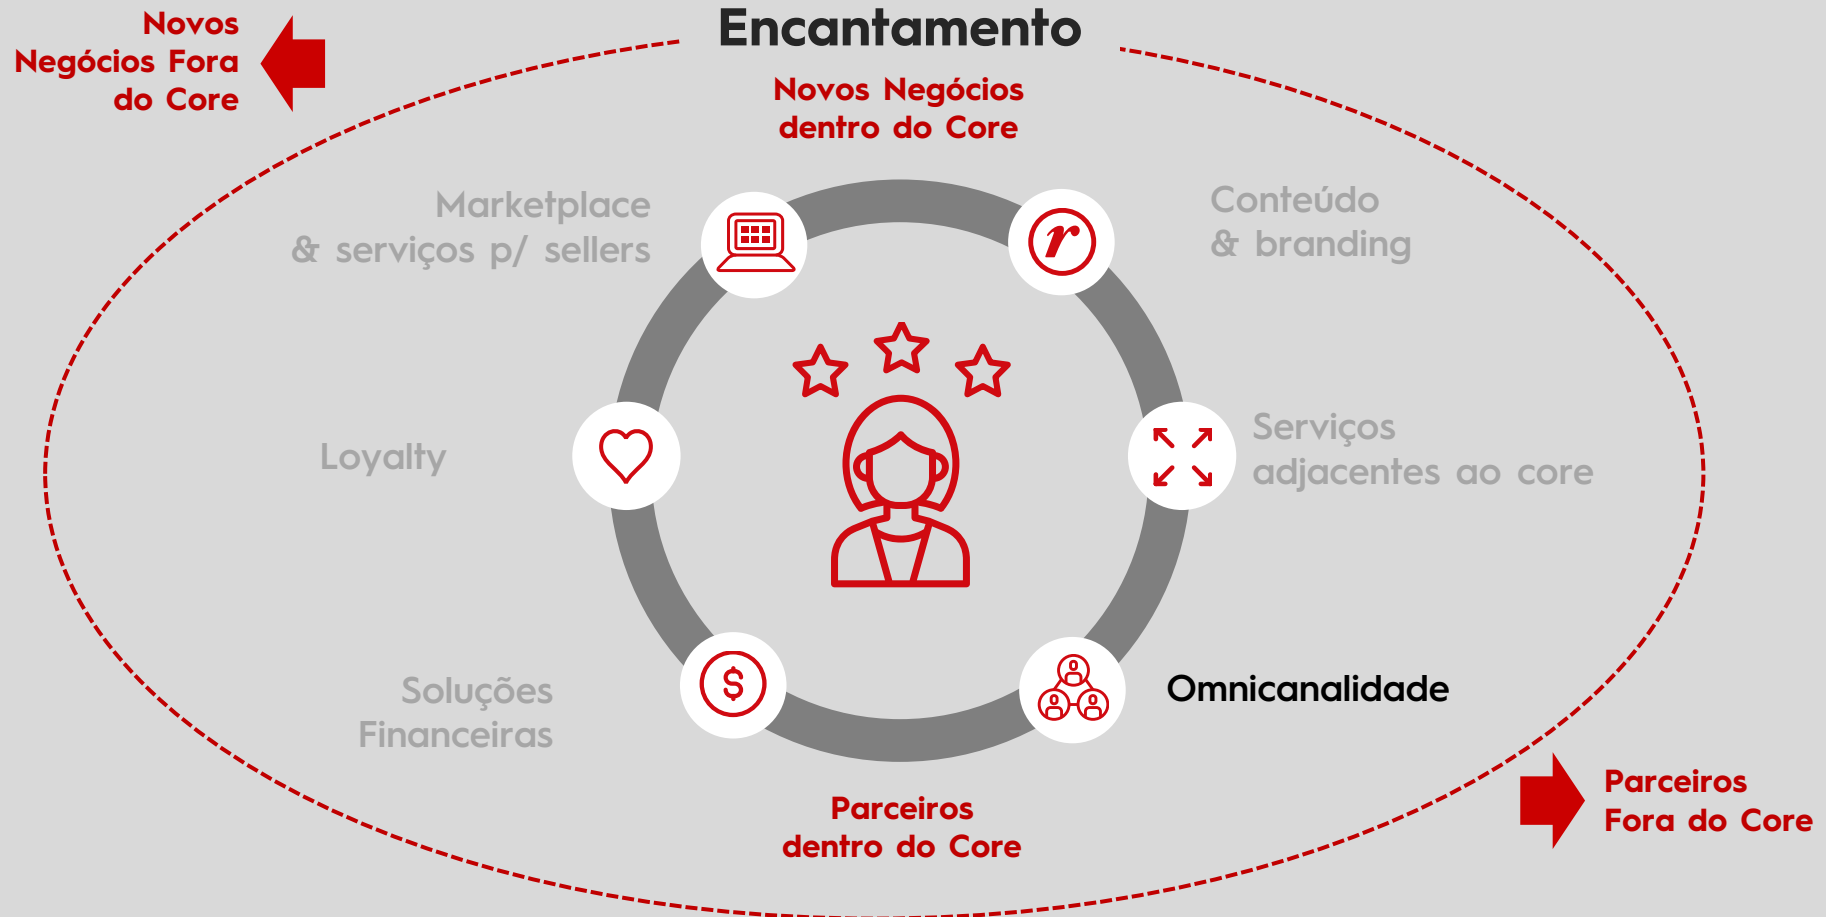 Encantamento
Novos
Negócios Fora
do Core
Novos Negócios
dentro do Core
Marketplace
& serviços p/ sellers
r
Conteúdo
& branding
Loyalty
Serviços
adjacentes ao core
Soluções
Financeiras
$
Omnicanalidade
Parceiros
dentro do Core
Parceiros
Fora do Core